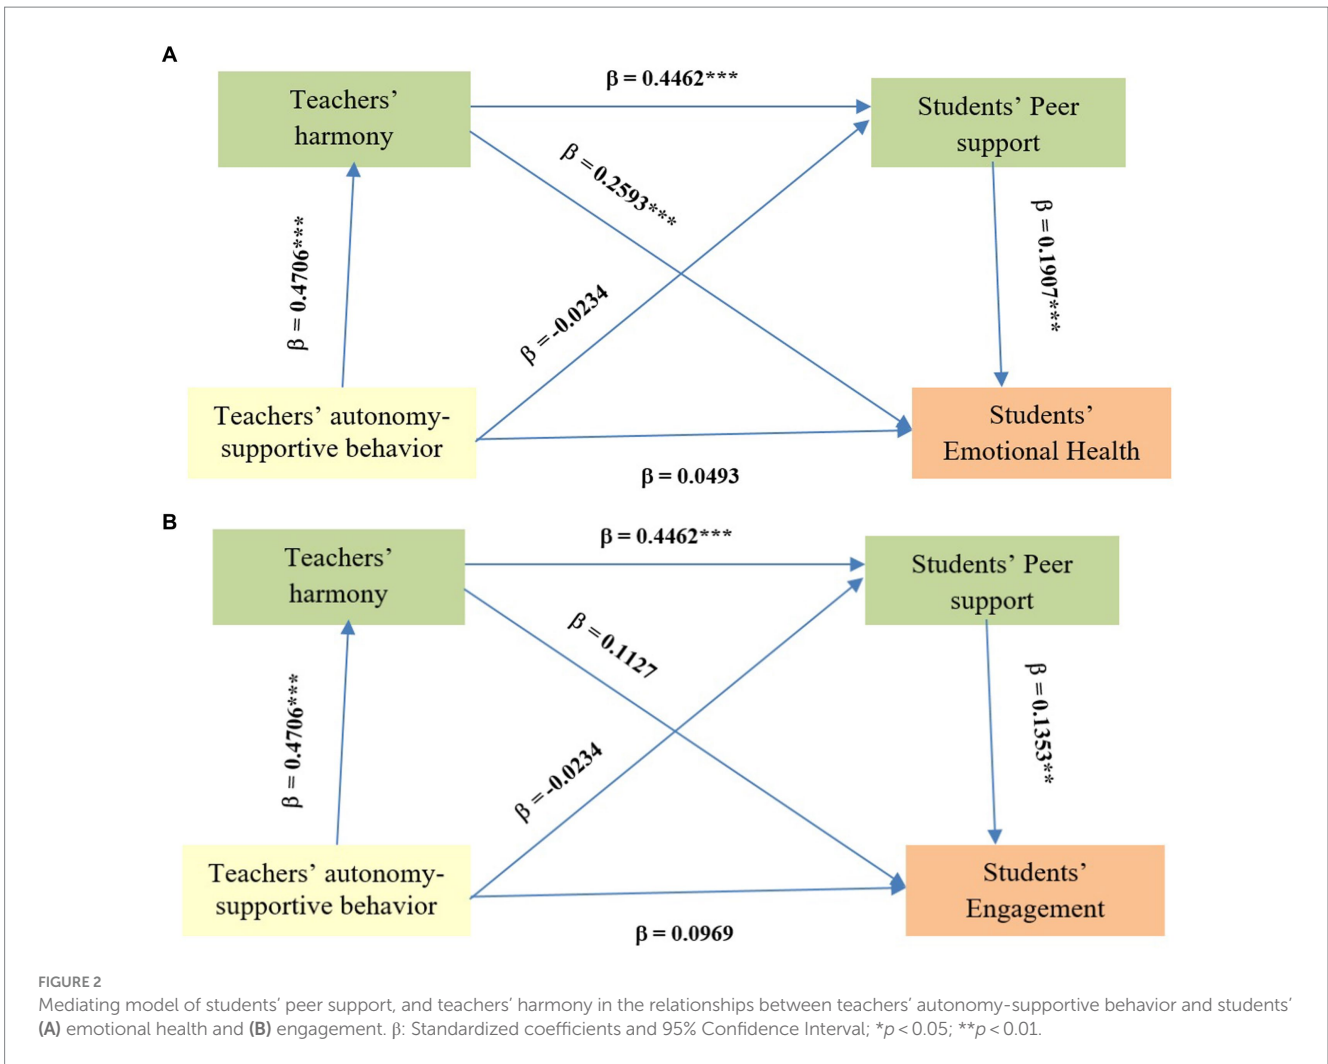 A
Teachers’
harmony
β = 0.4462***
Students’ Peer
support
β = 0.2593***
β = 0.4706***
β = -0.0234
β = 0.1907***
Teachers’ autonomy-
supportive behavior
Students’
Emotional Health
β = 0.0493
B
Teachers’
harmony
β = 0.4462***
Students’ Peer
support
β = 0.1127
β = 0.4706***
β = -0.0234
β = 0.1353**
Teachers’ autonomy-
supportive behavior
Students’
Engagement
β = 0.0969
FIGURE 2
Mediating model of students’ peer support, and teachers’ harmony in the relationships between teachers’ autonomy-supportive behavior and students’
(A) emotional health and (B) engagement. β: Standardized coefficients and 95% Confidence Interval; *p < 0.05; **p < 0.01.